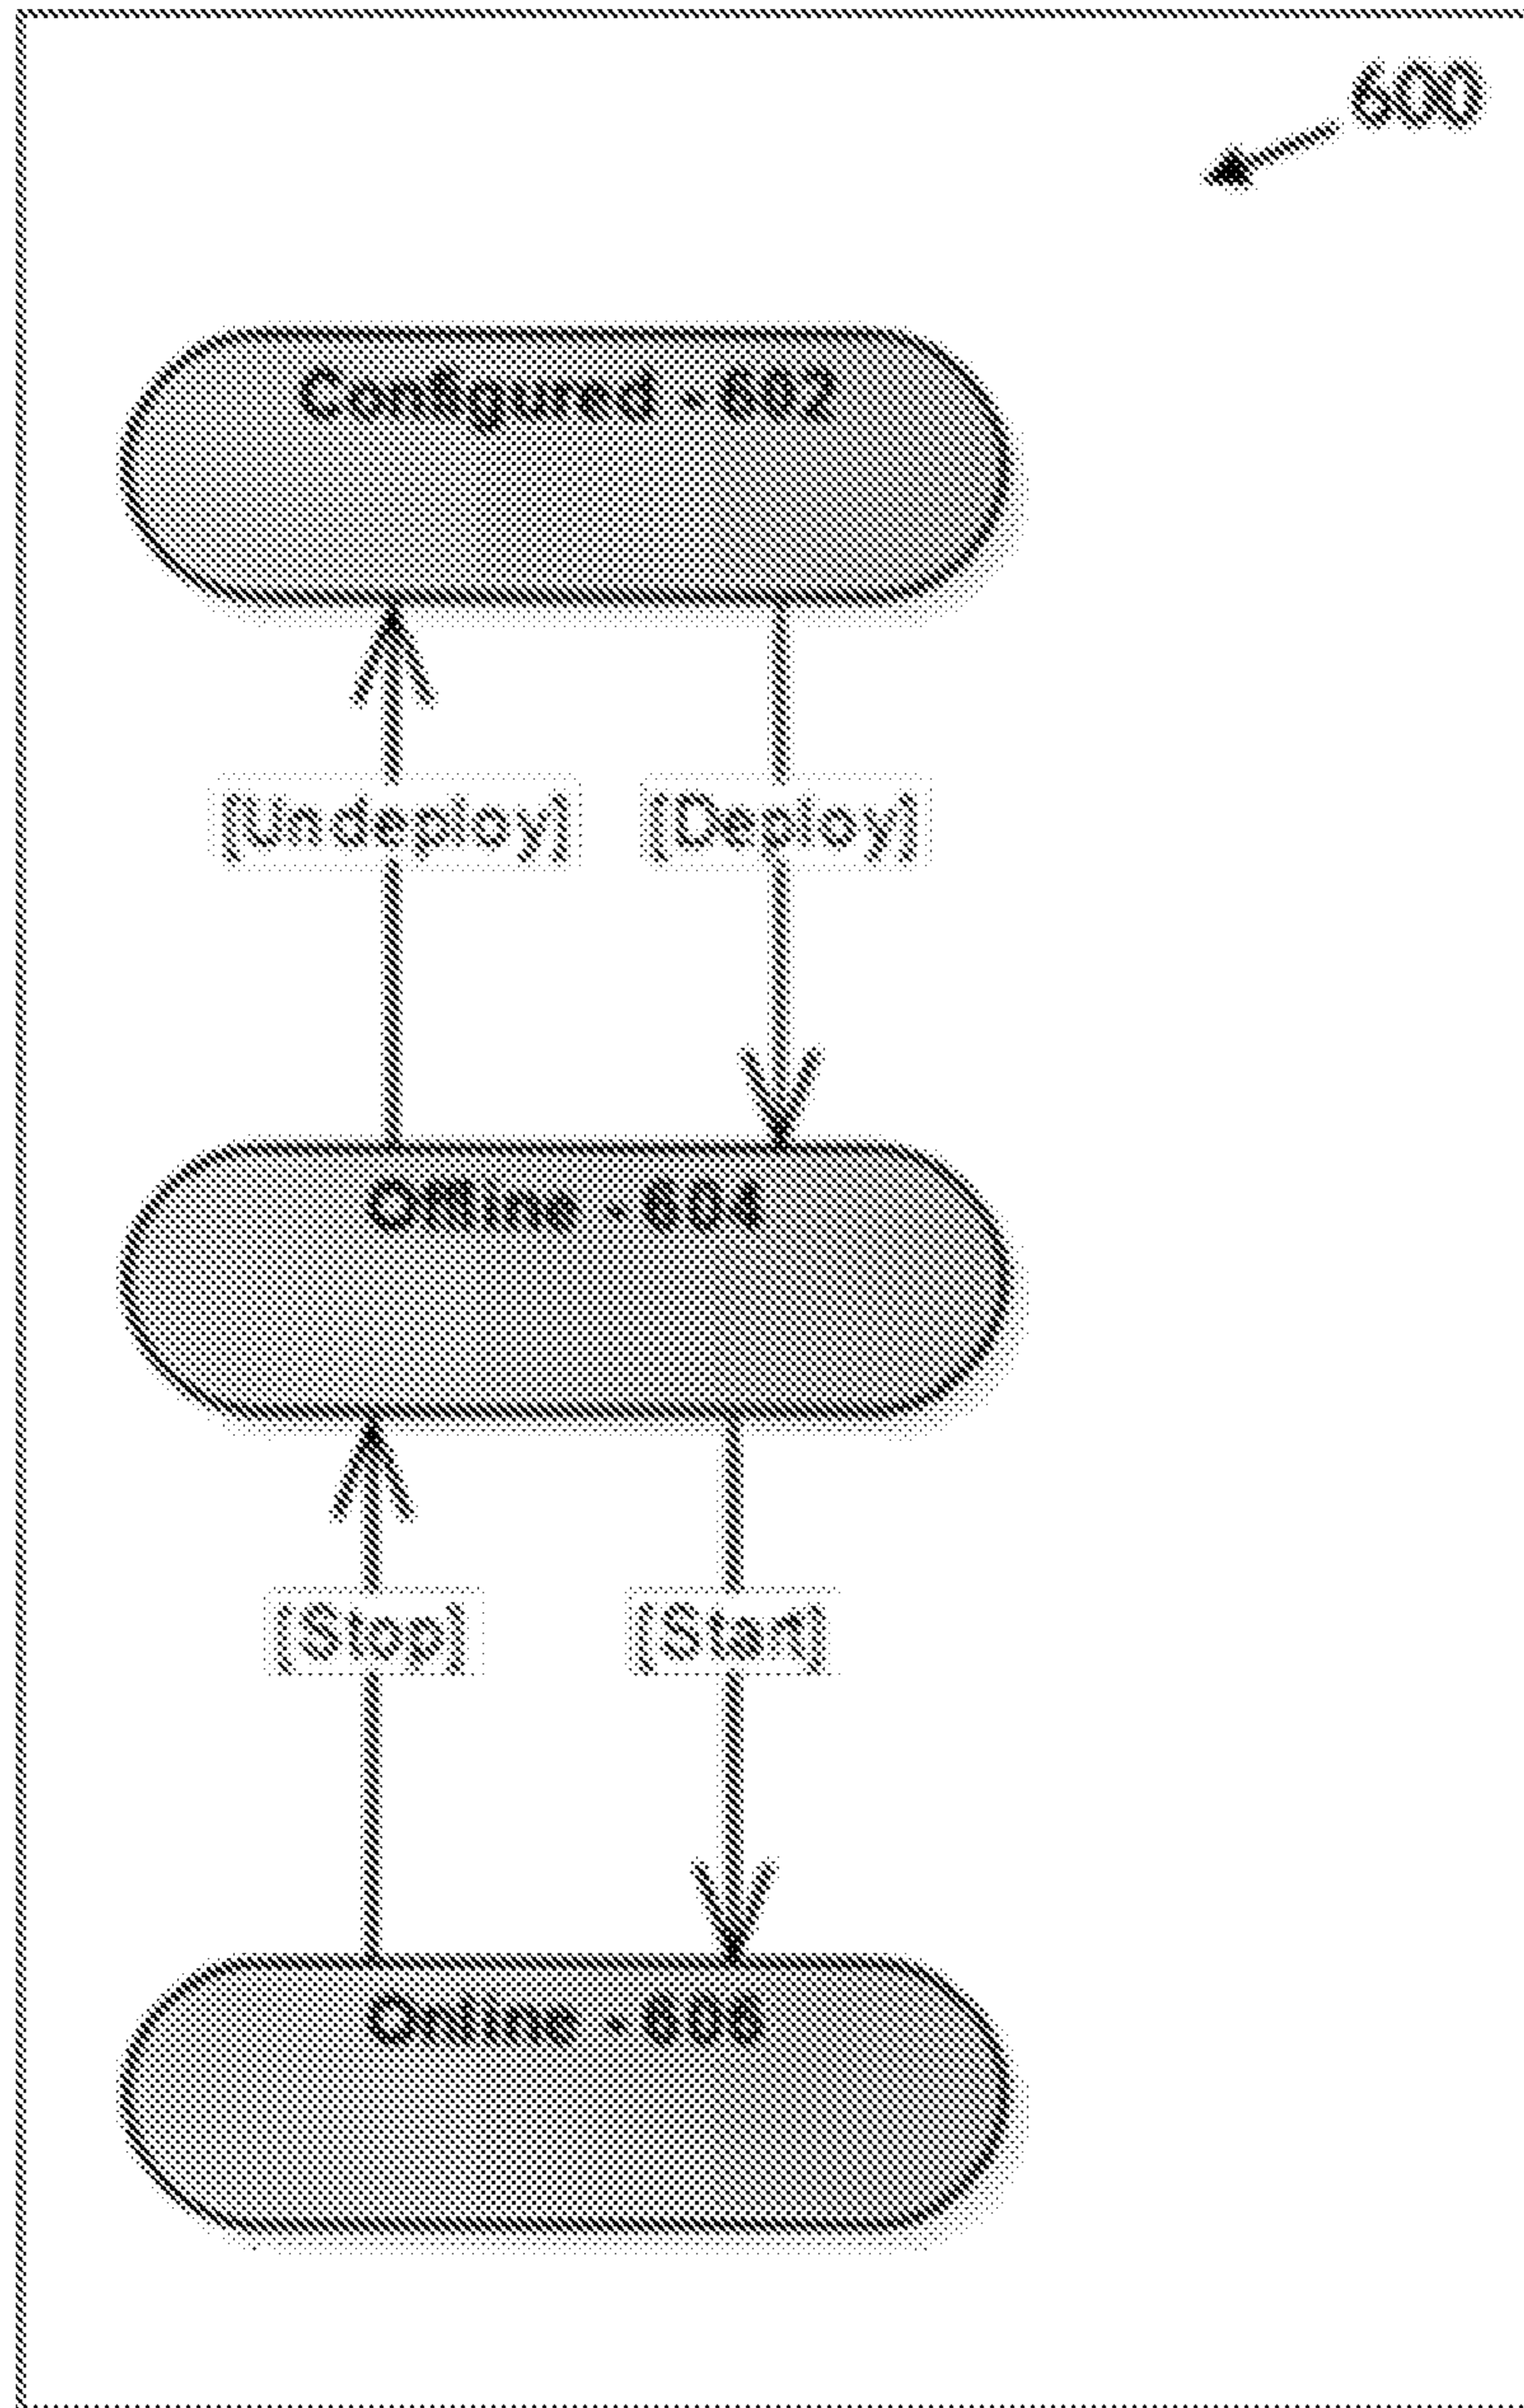 600
Configured - 602
[Undeploy] [Deploy]
Offline - 604
[Stop] [Start]
Online - 606